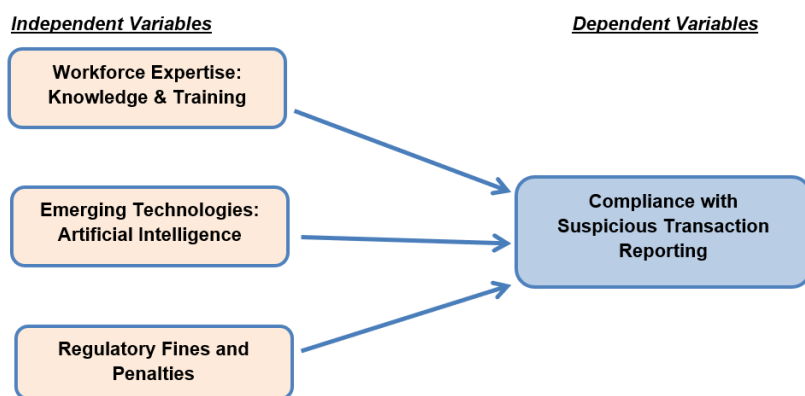 Independent Variables
Dependent Variables
Workforce Expertise:
Knowledge & Training
Emerging Technologies:
Artificial Intelligence
Compliance with
Suspicious Transaction
Reporting
Regulatory Fines and
Penalties